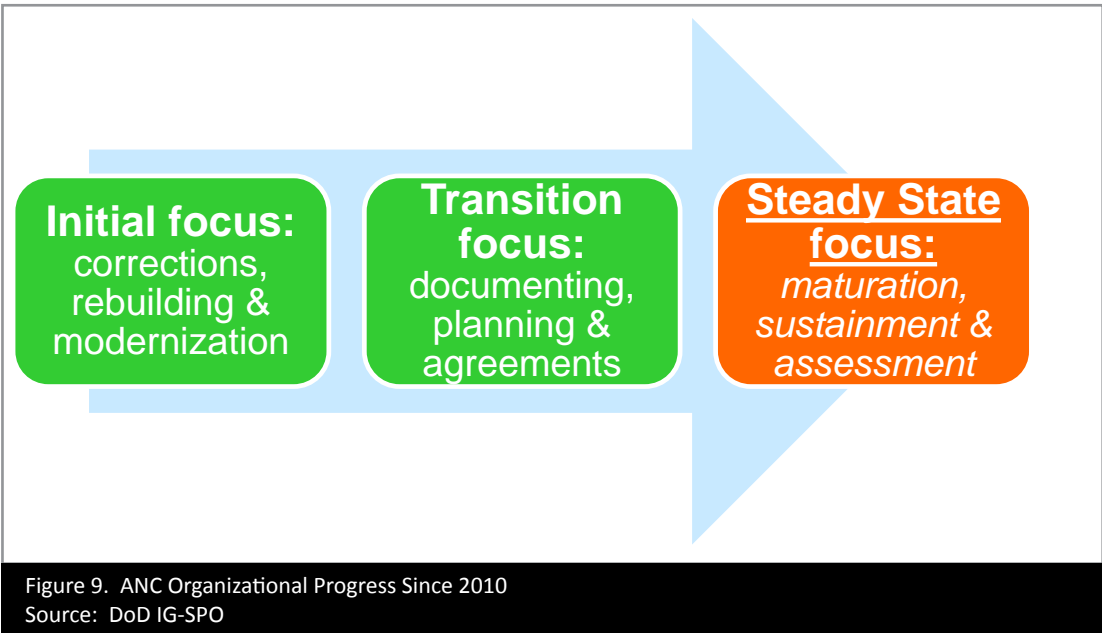 Initial focus:
corrections,
rebuilding &
modernization
Transition
focus:
documenting,
planning &
agreements
Steady State
focus:
maturation,
sustainment &
assessment
Figure 9.  ANC Organizational Progress Since 2010
Source:  DoD IG-SPO